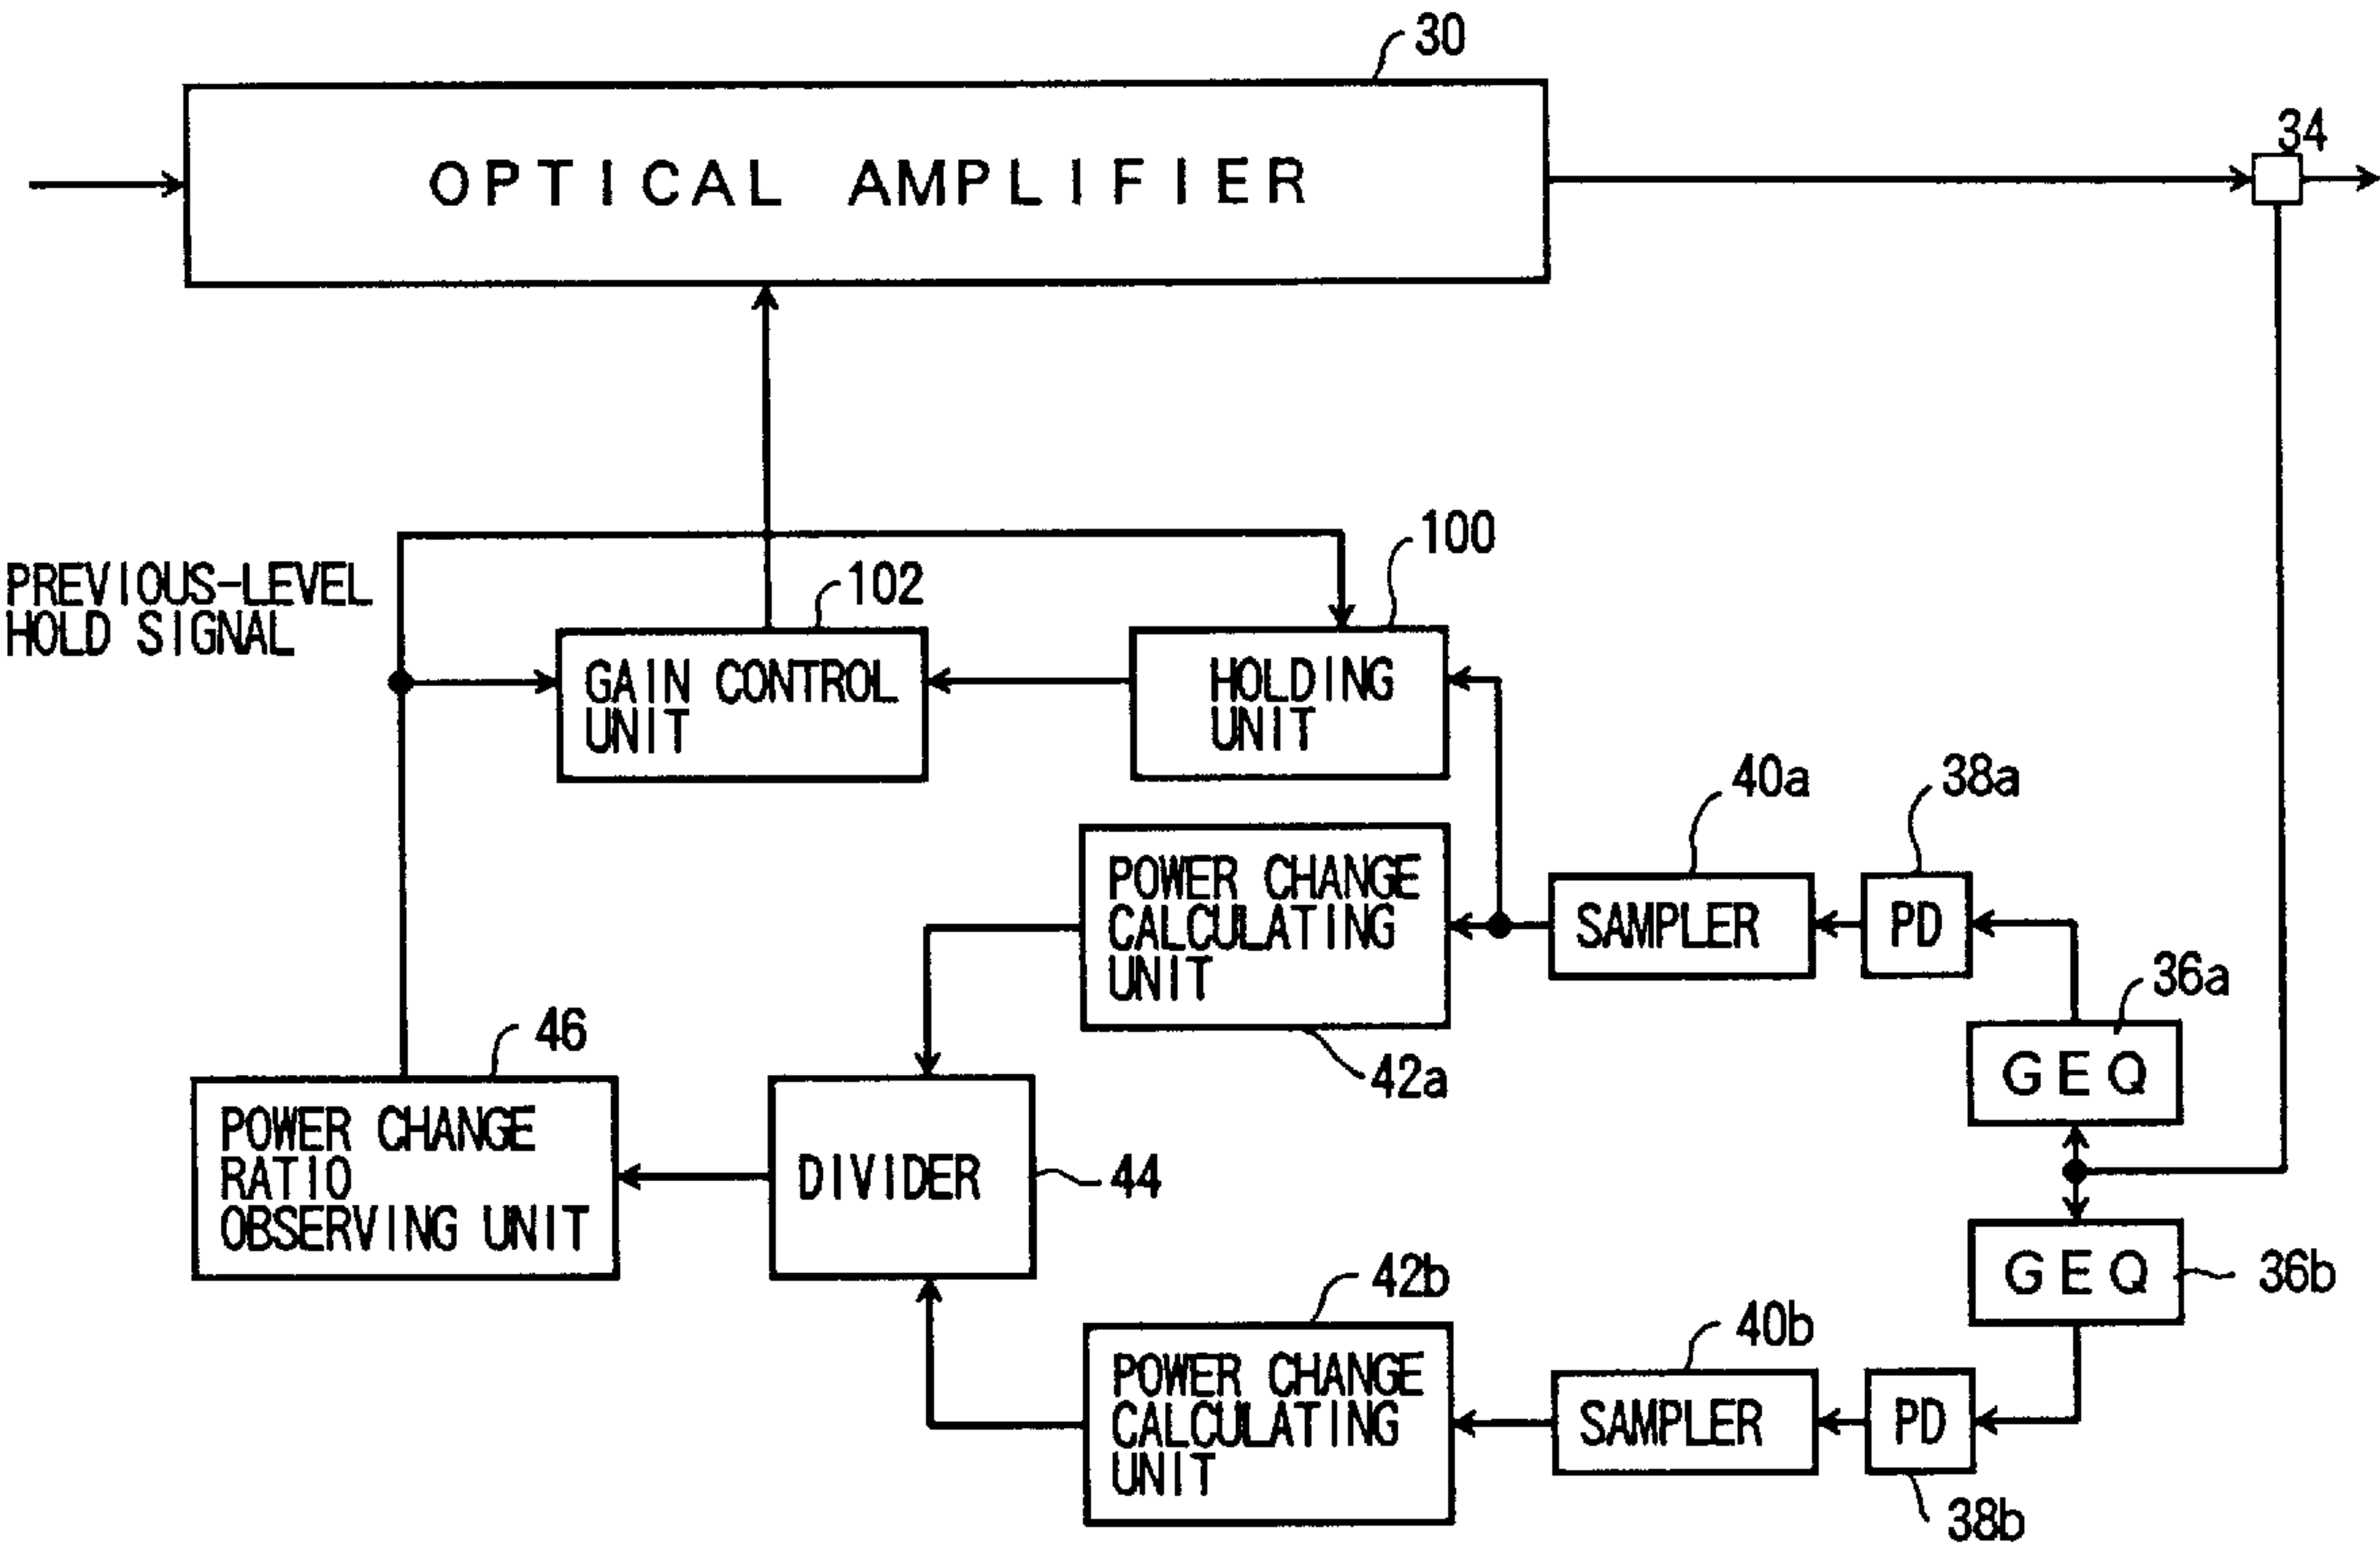 30
OPTICAL AMPLIFIER
34
PREVIOUS-LEVEL
HOLD SIGNAL
102
GAIN CONTROL
UNIT
100
HOLDING
UNIT
40a
38a
POWER CHANGE
CALCULATING
UNIT
42a
SAMPLER
PD
36a
GEQ
46
POWER CHANGE
RATIO
OBSERVING UNIT
DIVIDER
44
GEQ
36b
42b
POWER CHANGE
CALCULATING
UNIT
40b
SAMPLER
PD
38b